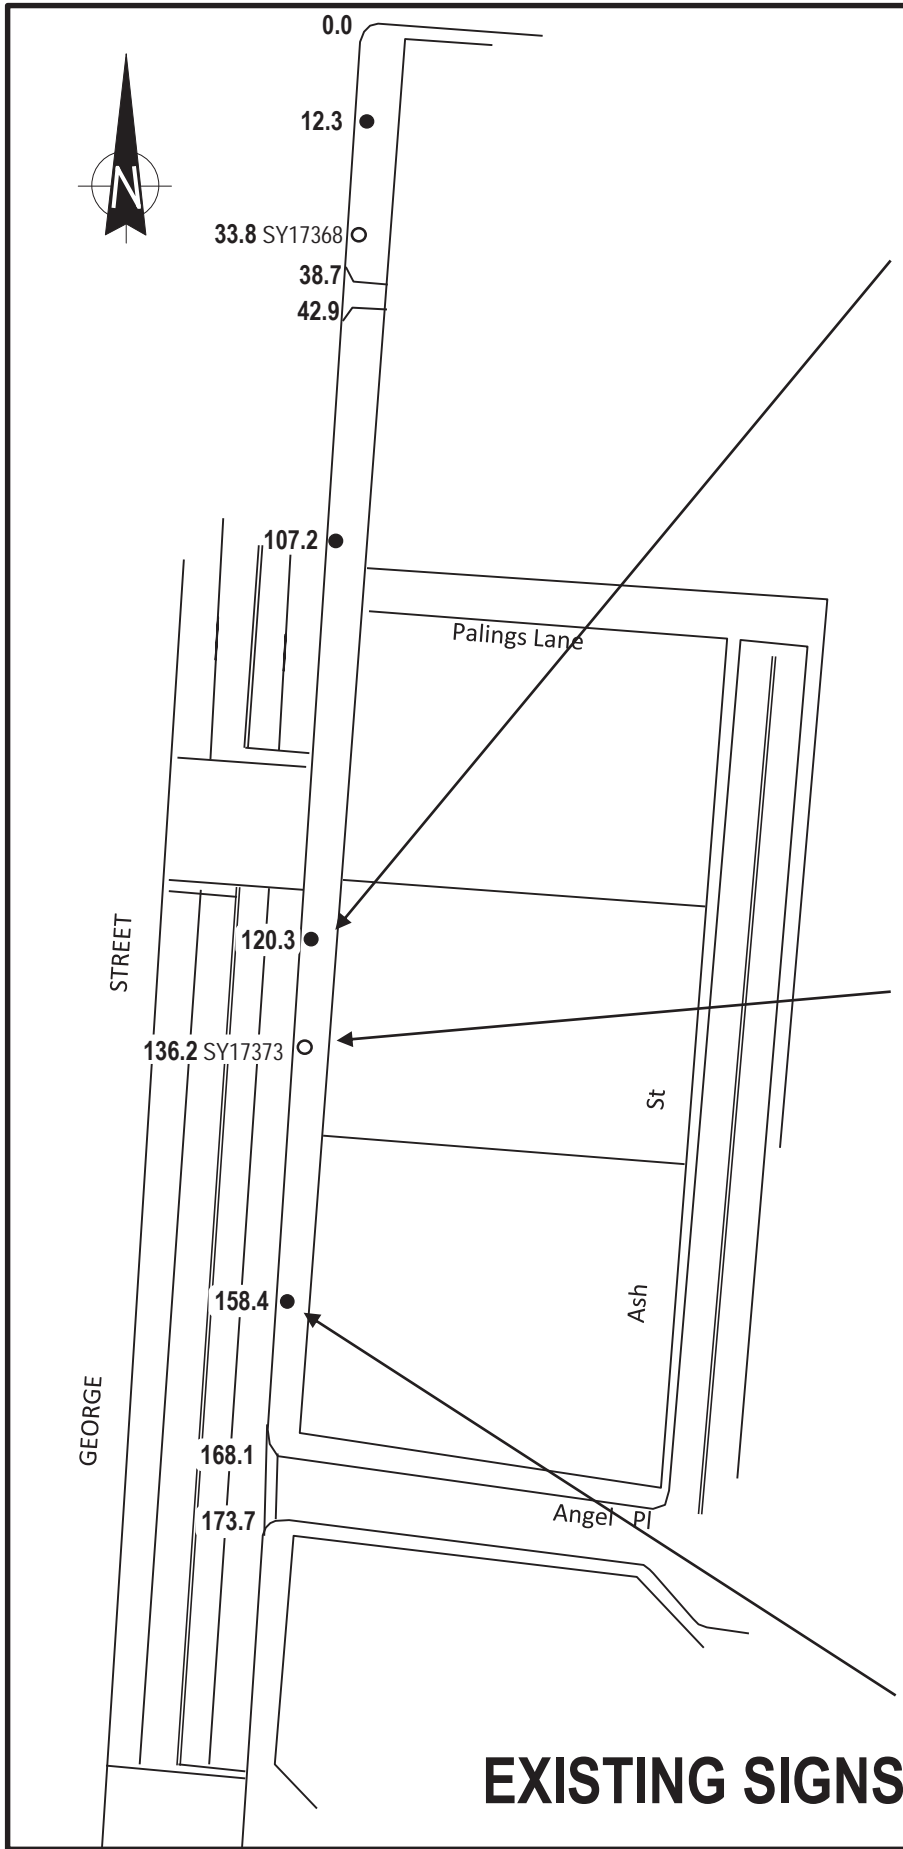 0.0
12.3
N
33.8 SY17368
38.7
42.9
107.2
Palings Lane
STREET
120.3
136.2 SY17373
St
158.4
Ash
GEORGE
168.1
Angel Pl
173.7
EXISTING SIGNS